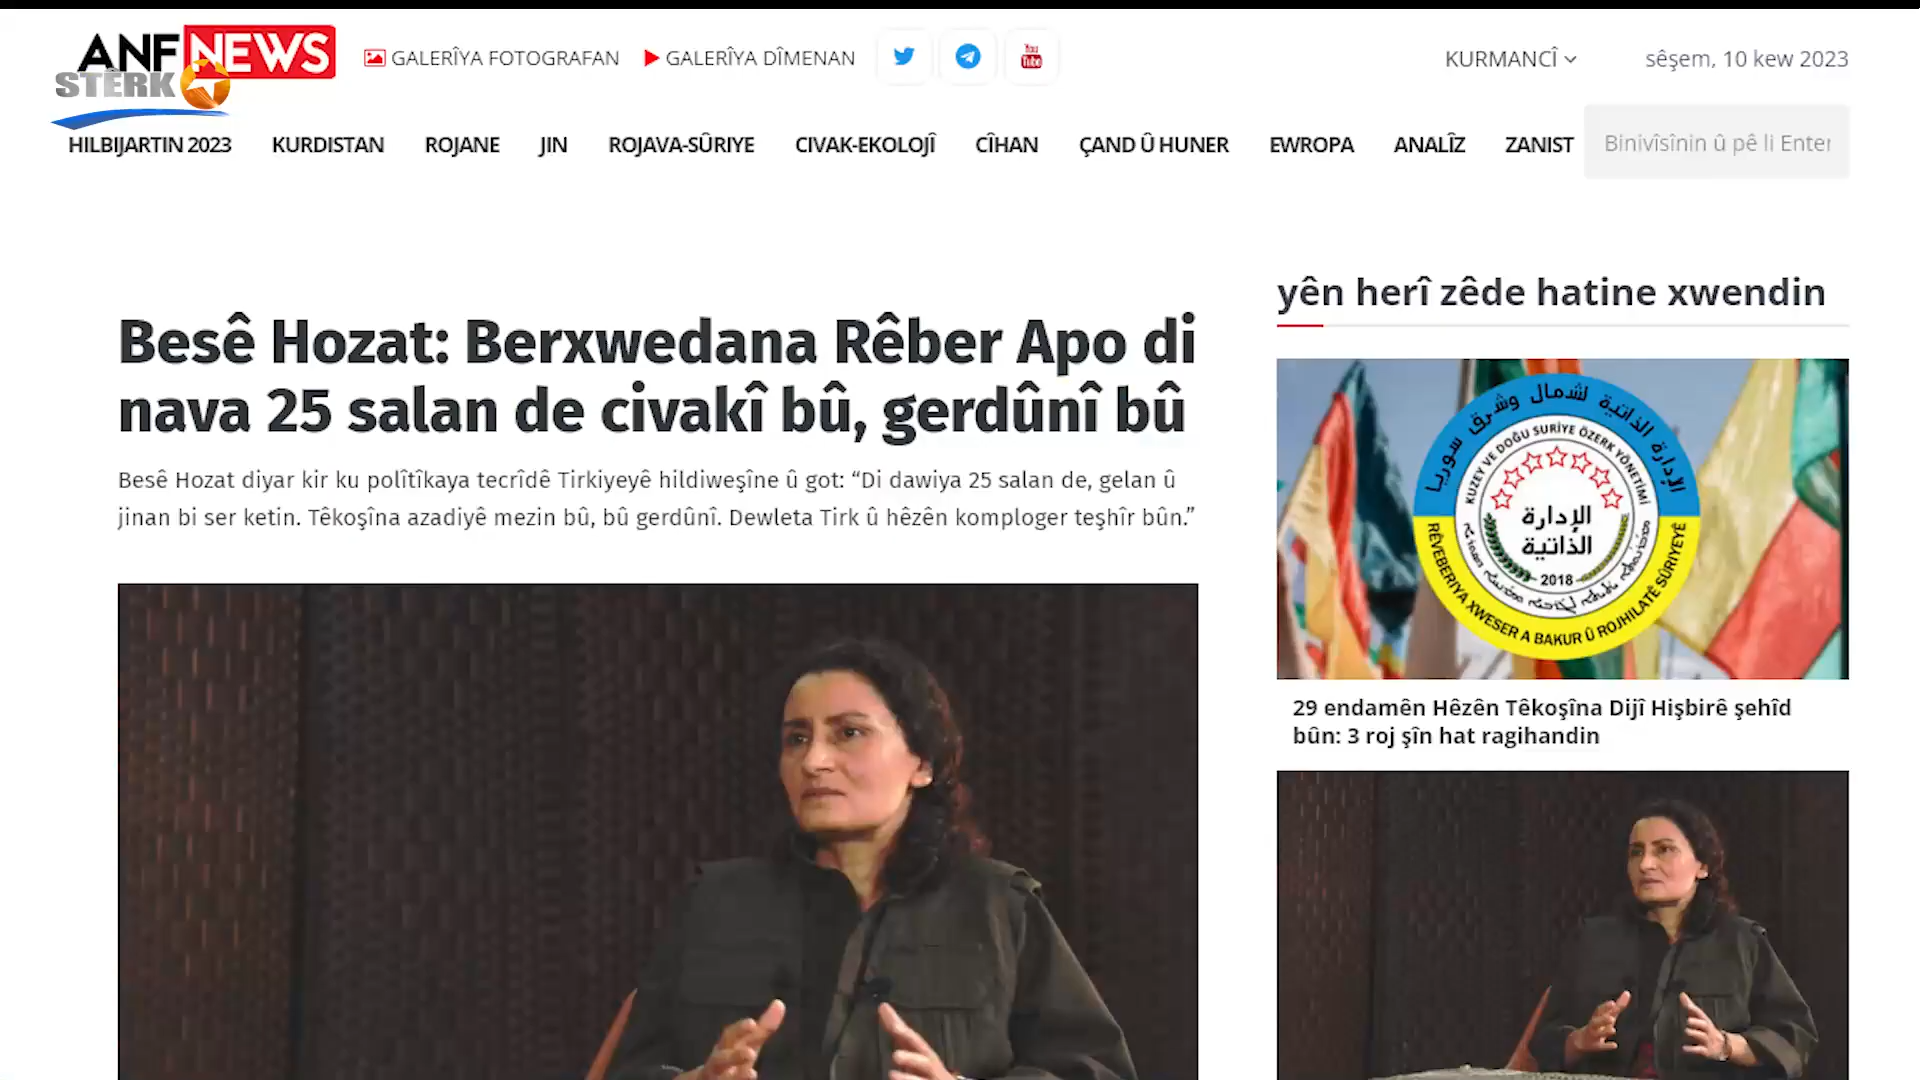 ANF NEWS
STÊRK
GALERÎYA FOTOGRAFAN
GALERÎYA DÎMENAN
You Tube
KURMANCÎ
sêşem, 10 kew 2023
HILBIJARTIN 2023 KURDISTAN ROJANE JIN ROJAVA-SÛRIYE CIVAK-EKOLOJÎ CÎHAN ÇAND Û HUNER EWROPA ANALÎZ ZANIST
Binivîsînin û pê li Enter
Besê Hozat: Berxwedana Rêber Apo di
nava 25 salan de civakî bû, gerdûnî bû
Besê Hozat diyar kir ku polîtîkaya tecrîdê Tirkiyeyê hildiweşîne û got: “Di dawiya 25 salan de, gelan û
jinan bi ser ketin. Têkoşîna azadiyê mezin bû, bû gerdûnî. Dewleta Tirk û hêzên komploger teşhîr bûn.”
yên herî zêde hatine xwendin
الإدارة الذاتية لشمال وشرق سوريا
KUZEY VE DOĞU SURİYE ÖZERK YÖNETİMİ
الإدارة
الذاتية
2018
RÊVEBERIYA XWESER A BAKUR Û ROJHILATÊ SÛRIYEYÊ
29 endamên Hêzên Têkoşîna Dijî Hişbirê şehîd
bûn: 3 roj şîn hat ragihandin